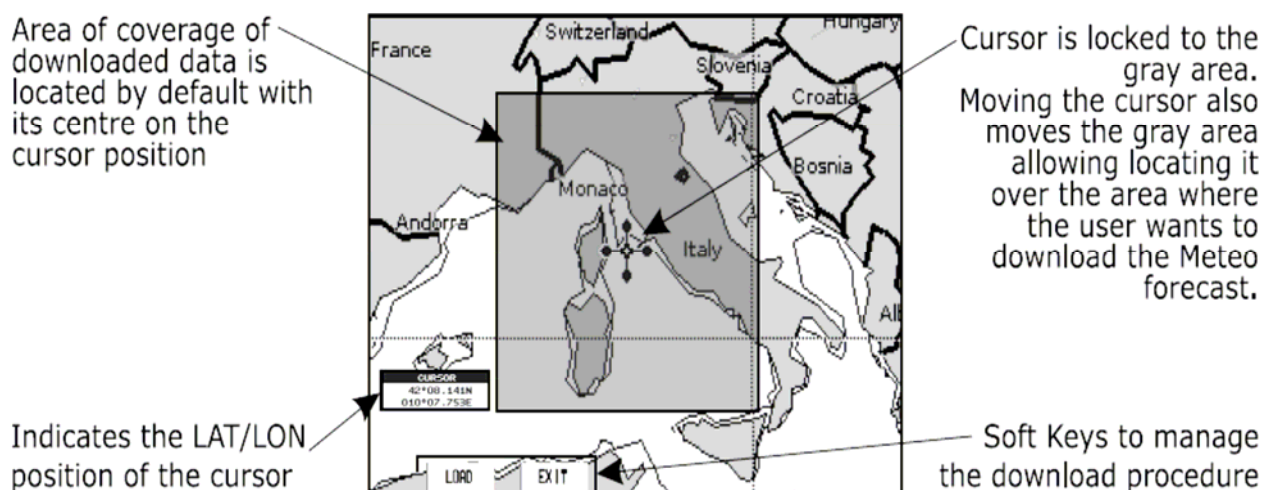 Area of coverage of
downloaded data is
located by default with
its centre on the
cursor position
Indicates the LAT/LON
position of the cursor
France
Switzerland
Hungary
Slovenia
Croatia
Bosnia
Monaco
Andorra
Italy
Alb
CURSOR
42°08.141N
010°07.753E
LOAD
EXIT
Cursor is locked to the
gray area.
Moving the cursor also
moves the gray area
allowing locating it
over the area where
the user wants to
download the Meteo
forecast.
Soft Keys to manage
the download procedure